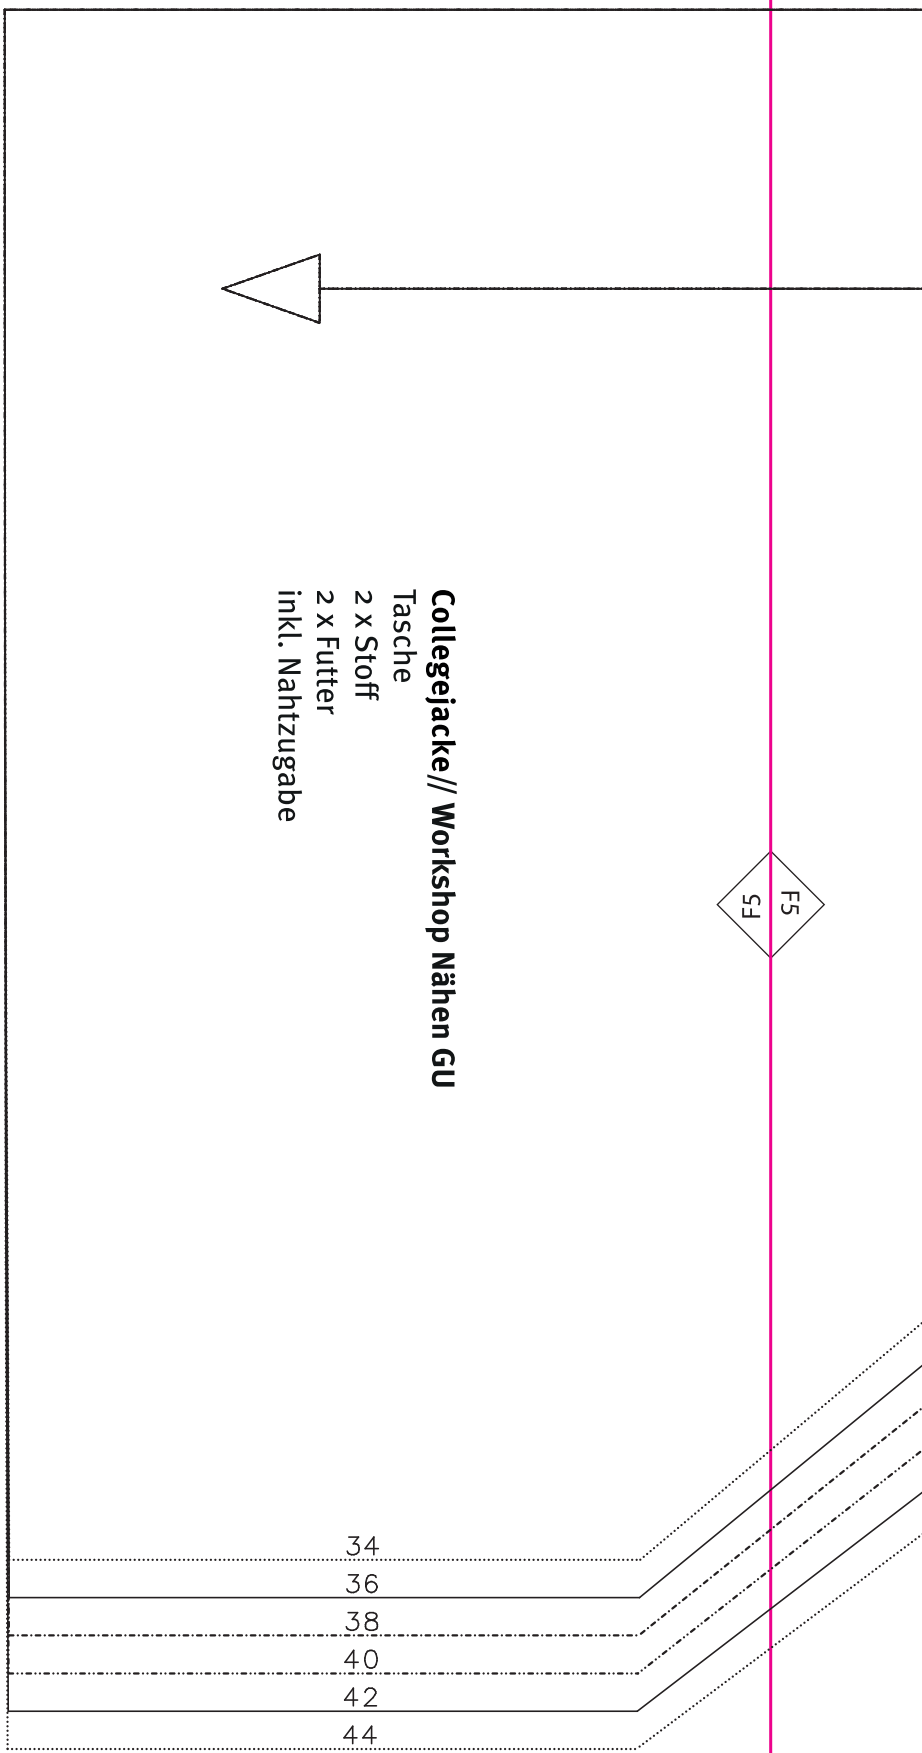 Collegejacke// Workshop Nähen GU
Tasche
2 x Stoff
2 x Futter
inkl. Nahtzugabe
F5
F5
34
36
38
40
42
44